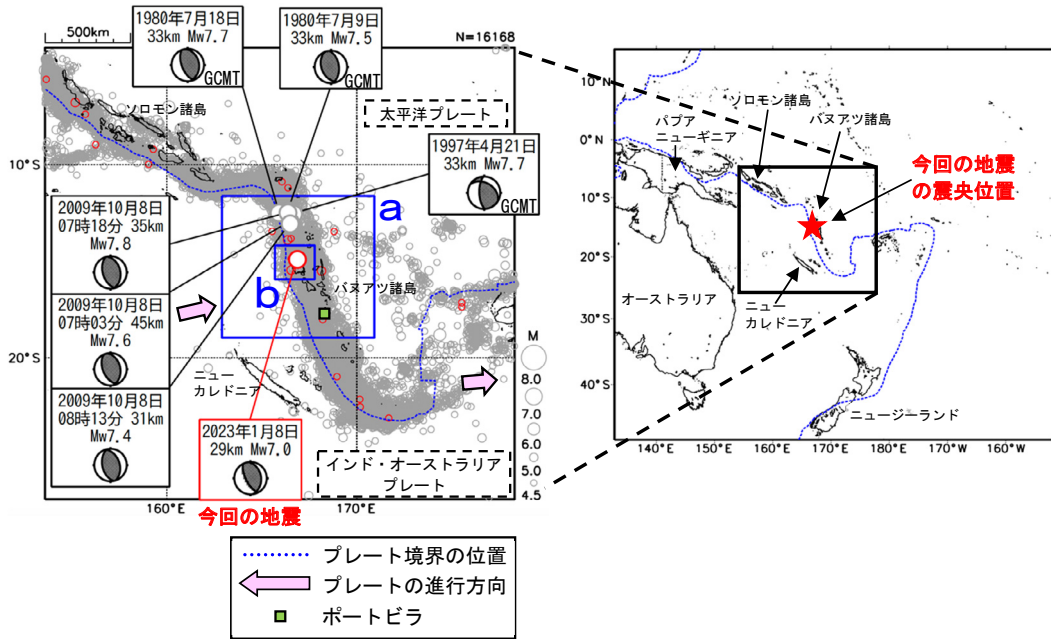 500km
N=16168
1980年7月18日
33km Mw7.7
GCMT
1980年7月9日
33km Mw7.5
GCMT
ソロモン諸島
太平洋プレート
1997年4月21日
33km Mw7.7
GCMT
10°S
a
2009年10月8日
07時18分 35km
Mw7.8
b
バヌアツ諸島
2009年10月8日
07時03分 45km
Mw7.6
20°S
ニュー
カレドニア
2009年10月8日
08時13分 31km
Mw7.4
2023年1月8日
29km Mw7.0
インド・オーストラリア
プレート
M
8.0
7.0
6.0
5.0
4.5
160°E
170°E
今回の地震
プレート境界の位置
プレートの進行方向
ポートビラ
10°N
0°N
10°S
20°S
30°S
40°S
ソロモン諸島
パプア
ニューギニア
バヌアツ諸島
今回の地震
の震央位置
オーストラリア
ニュー
カレドニア
ニュージーランド
140°E
150°E
160°E
170°E
180°
170°W
160°W